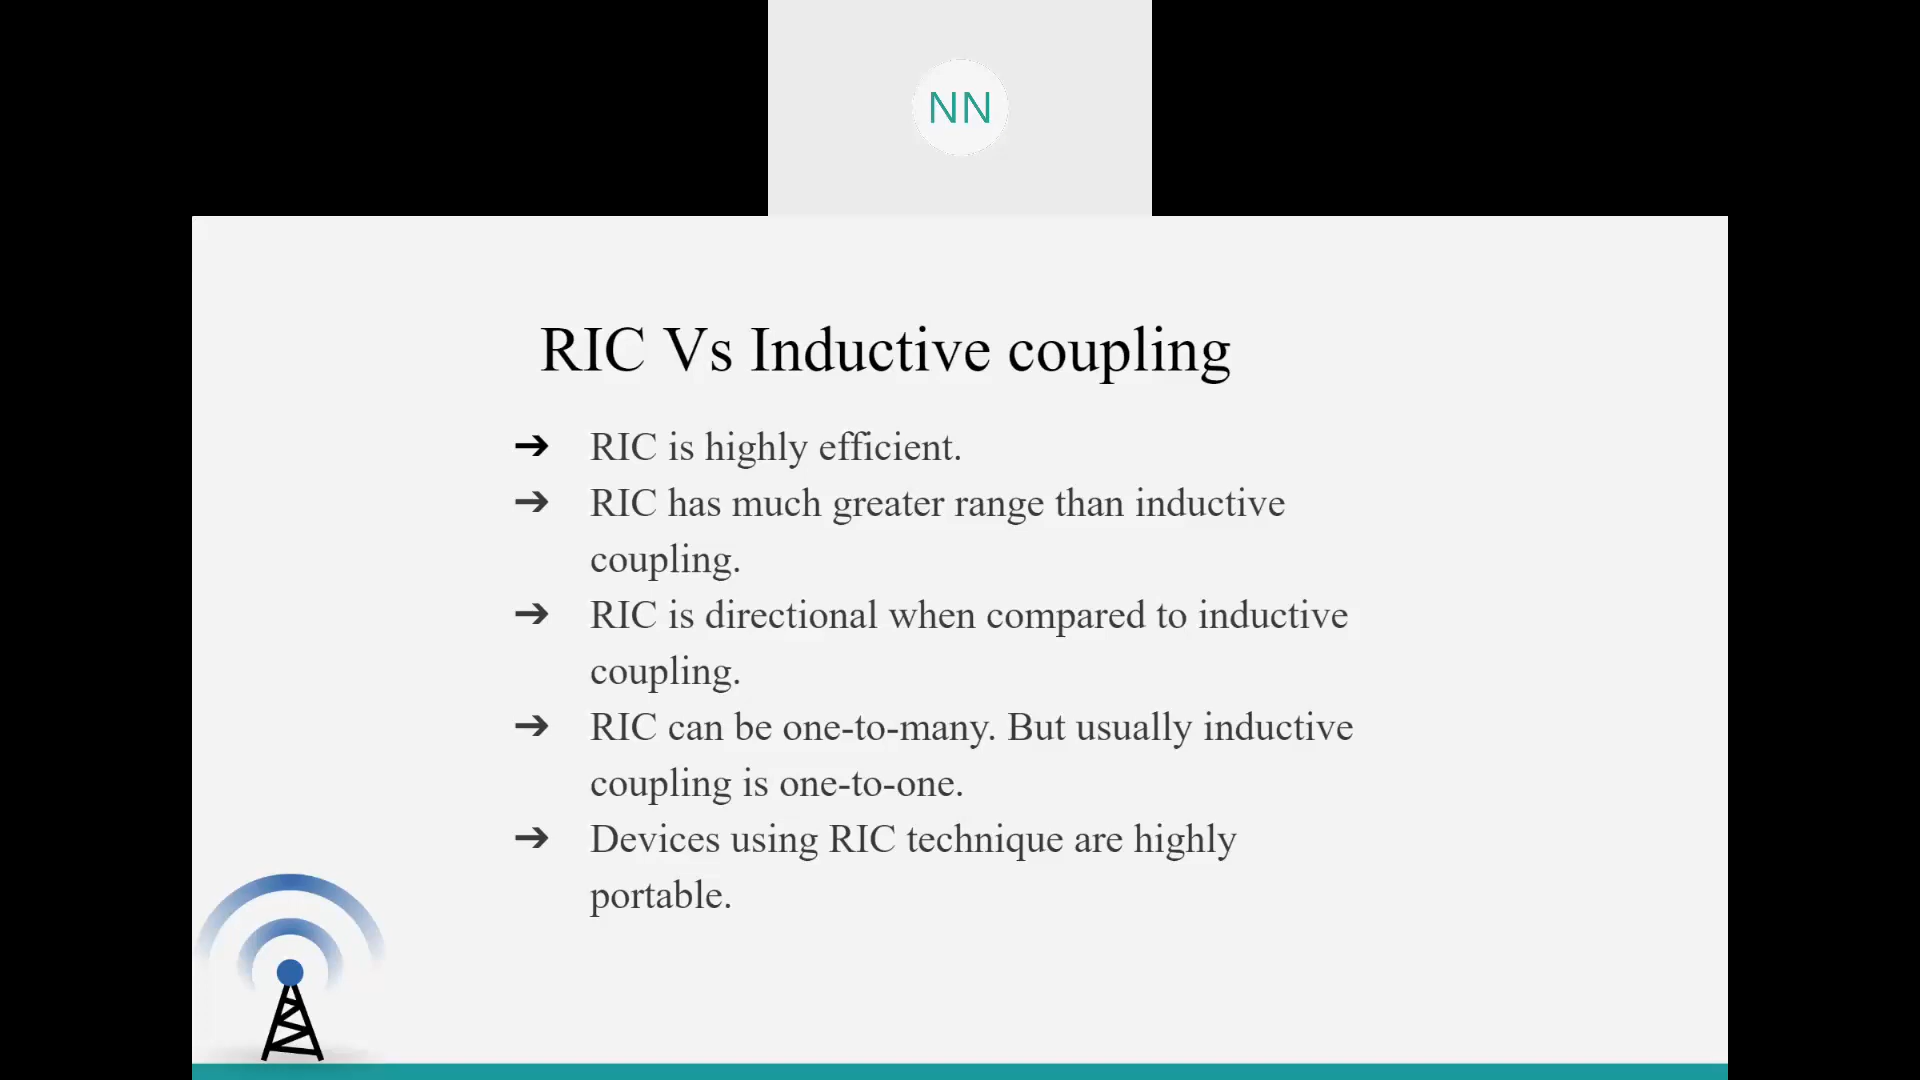 NN
RIC Vs Inductive coupling
➔ RIC is highly efficient.
➔ RIC has much greater range than inductive
coupling.
➔ RIC is directional when compared to inductive
coupling.
➔ RIC can be one-to-many. But usually inductive
coupling is one-to-one.
➔ Devices using RIC technique are highly
portable.